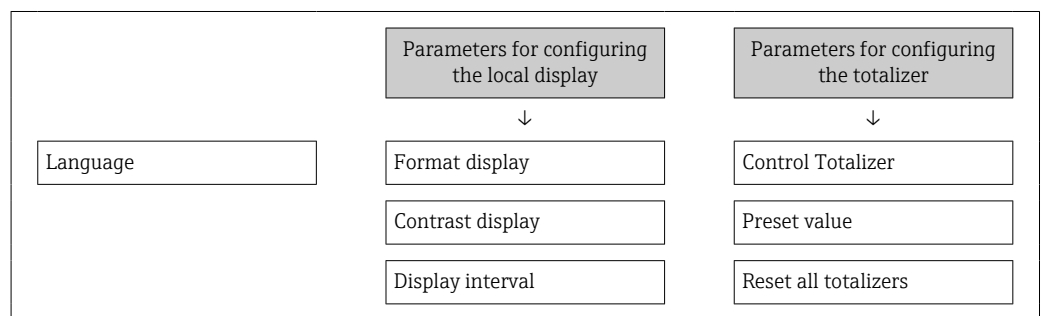 Parameters for configuring
the local display
Parameters for configuring
the totalizer
↓
↓
Language
Format display
Control Totalizer
Contrast display
Preset value
Display interval
Reset all totalizers